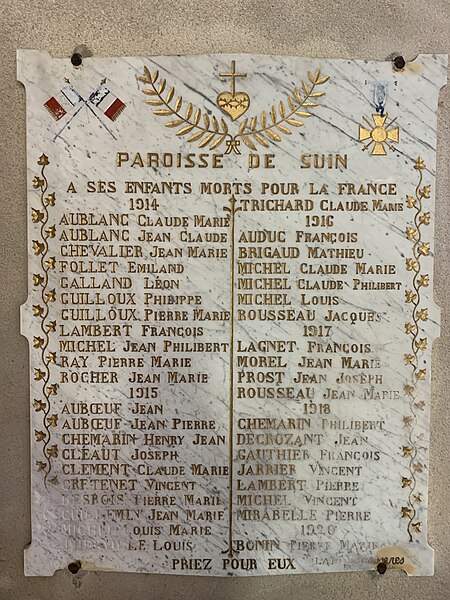 PAROISSE DE SUIN
A SES ENFANTS MORTS POUR LA FRANCE
1914
AUBLANC CLAUDE MARIE
AUBLANC JEAN CLAUDE
CHEVALIER JEAN MARIE
FOLLET EMILAND
GALLAND LÉON
GUILLOUX PHILIPPE
GUILLOUX PIERRE MARIE
LAMBERT FRANÇOIS
MICHEL JEAN PHILIBERT
RAY PIERRE MARIE
ROCHER JEAN MARIE
1915
AUBŒUF JEAN
AUBŒUF JEAN PIERRE
CHEMARIN HENRY JEAN
CLÉAUT JOSEPH
CLEMENT CLAUDE MARIE
CRETENET VINCENT
PIERRE MARIE
JEAN MARIE
LOUIS MARIE
LOUIS
TRICHARD CLAUDE MARIE
1916
AUDUC FRANÇOIS
BRIGAUD MATHIEU
MICHEL CLAUDE MARIE
MICHEL CLAUDE PHILIBERT
MICHEL LOUIS
ROUSSEAU JACQUES
1917
LAGNET FRANÇOIS
MOREL JEAN MARIE
PROST JEAN JOSEPH
ROUSSEAU JEAN MARIE
1918
CHEMARIN PHILIBERT
DECROZANT JEAN
GAUTHIER FRANÇOIS
JARRIER VINCENT
LAMBERT PIERRE
MICHEL VINCENT
MIRABELLE PIERRE
1920
BONIN PIERRE
PRIEZ POUR EUX